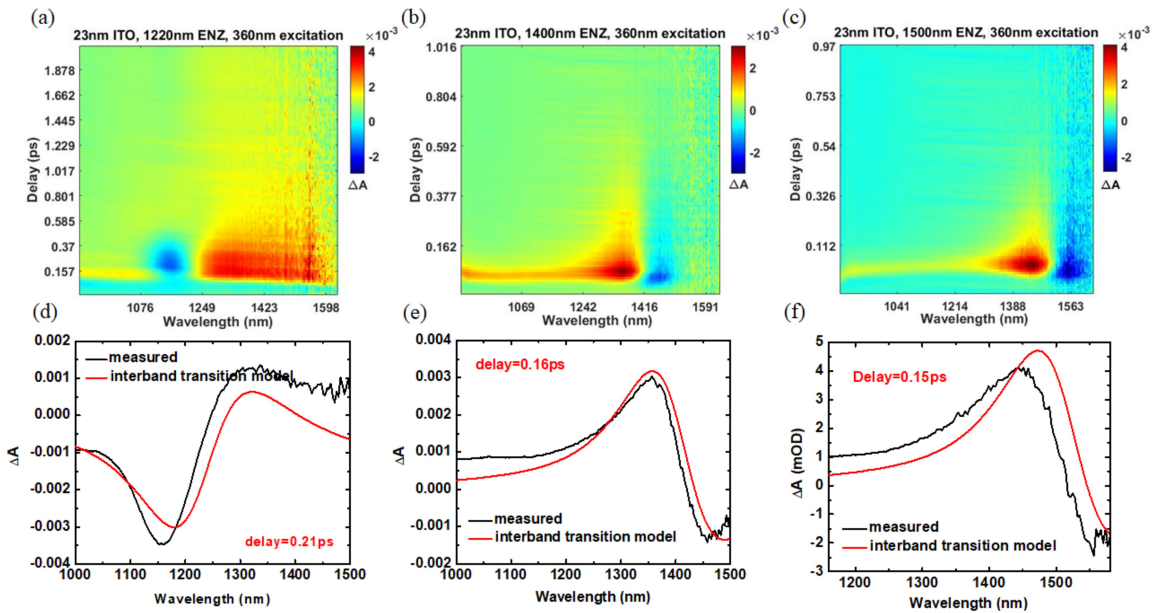 (a)
23nm ITO, 1220nm ENZ, 360nm excitation
×10-3
4
2
0
-2
ΔA
Delay (ps)
1.878
1.662
1.445
1.229
1.017
0.801
0.585
0.37
0.157
1076 1249 1423 1598
Wavelength (nm)
(b)
23nm ITO, 1400nm ENZ, 360nm excitation
×10-3
4
2
0
-2
ΔA
Delay (ps)
1.016
0.804
0.592
0.377
0.162
1069 1242 1416 1591
Wavelength (nm)
(c)
23nm ITO, 1500nm ENZ, 360nm excitation
×10-3
4
2
0
-2
ΔA
Delay (ps)
0.97
0.753
0.54
0.326
0.112
1041 1214 1388 1563
Wavelength (nm)
(d)
ΔA
0.002
0.001
0.000
-0.001
-0.002
-0.003
-0.004
measured
interband transition model
delay=0.21ps
1000 1100 1200 1300 1400 1500
Wavelength (nm)
(e)
ΔA
0.004
0.003
0.002
0.001
0.000
-0.001
-0.002
delay=0.16ps
measured
interband transition model
1000 1100 1200 1300 1400 1500
Wavelength (nm)
(f)
ΔA (mOD)
5
4
3
2
1
0
-1
-2
-3
Delay=0.15ps
measured
interband transition model
1200 1300 1400 1500
Wavelength (nm)